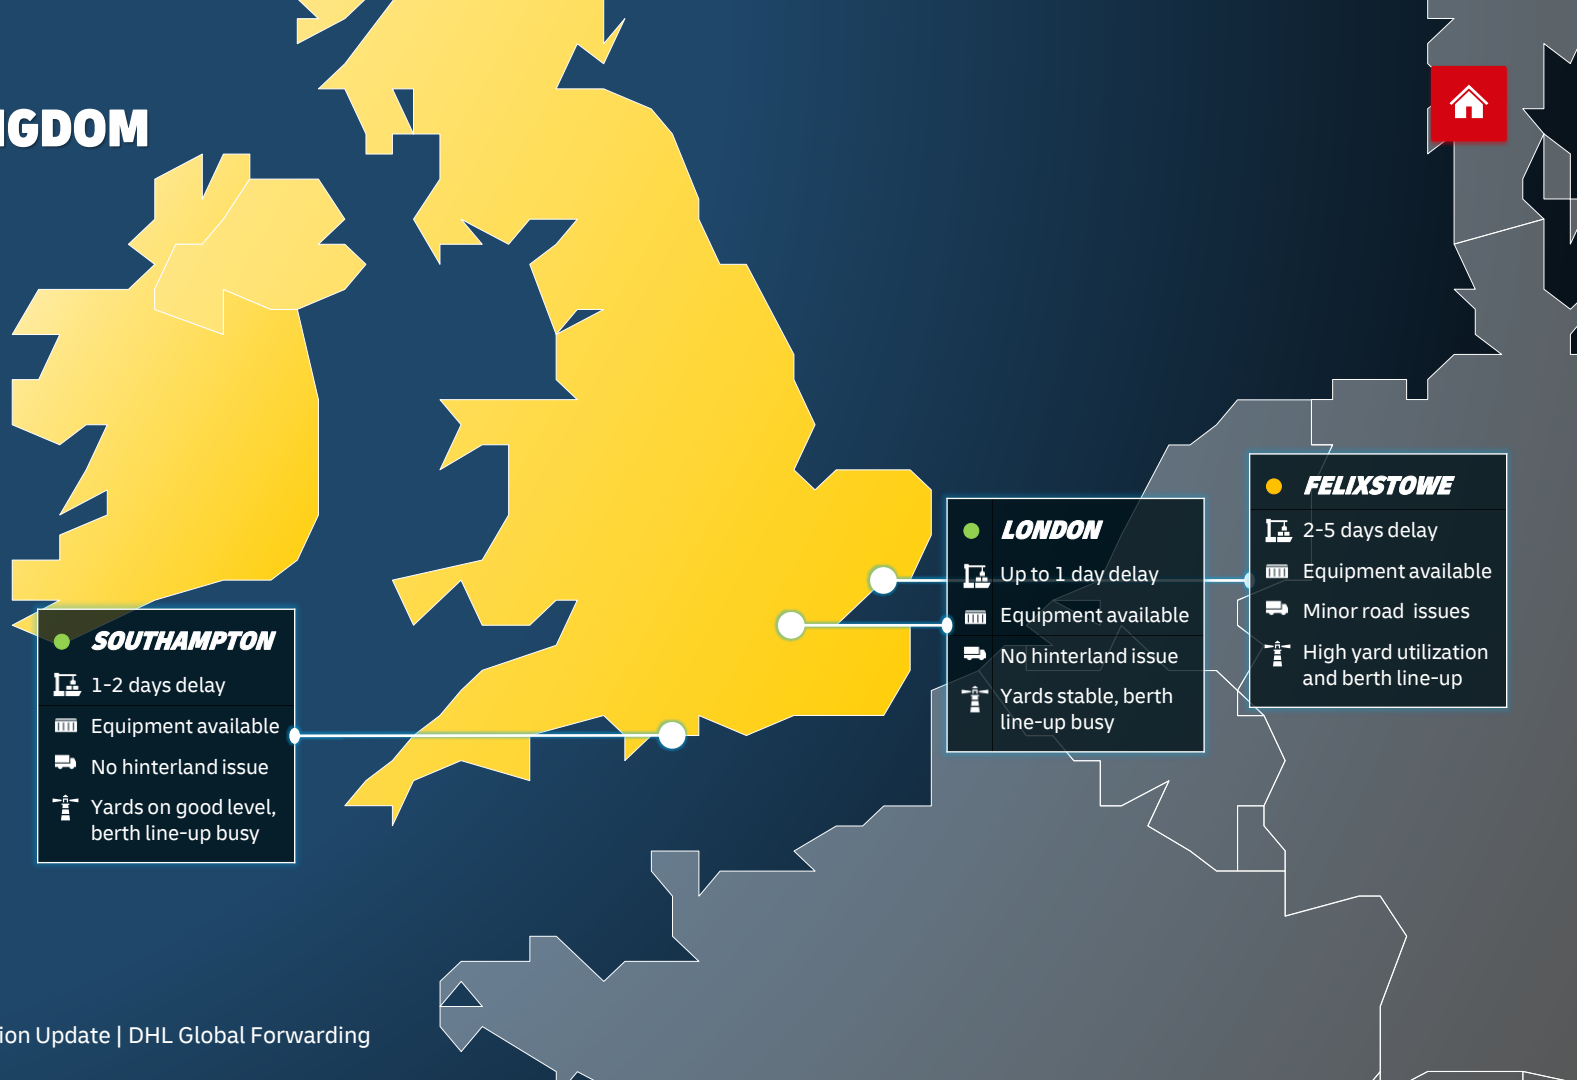 NGDOM
FELIXSTOWE
2-5 days delay
Equipment available
Minor road issues
High yard utilization
and berth line-up
LONDON
Up to 1 day delay
Equipment available
No hinterland issue
Yards stable, berth
line-up busy
SOUTHAMPTON
1-2 days delay
Equipment available
No hinterland issue
Yards on good level,
berth line-up busy
ion Update | DHL Global Forwarding